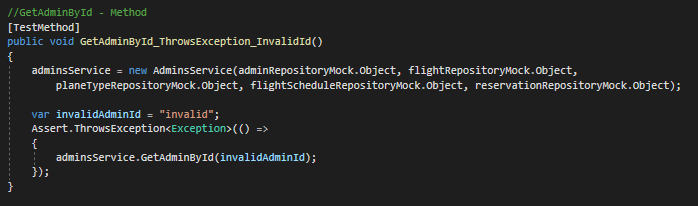 //GetAdminById - Method
[TestMethod]
public void GetAdminById_ThrowsException_InvalidId()
{
adminsService = new AdminsService(adminRepositoryMock.Object, flightRepositoryMock.Object,
planeTypeRepositoryMock.Object, flightScheduleRepositoryMock.Object, reservationRepositoryMock.Object);
var invalidAdminId = "invalid";
Assert.ThrowsException<Exception>(() =>
{
adminsService.GetAdminById(invalidAdminId);
});
}